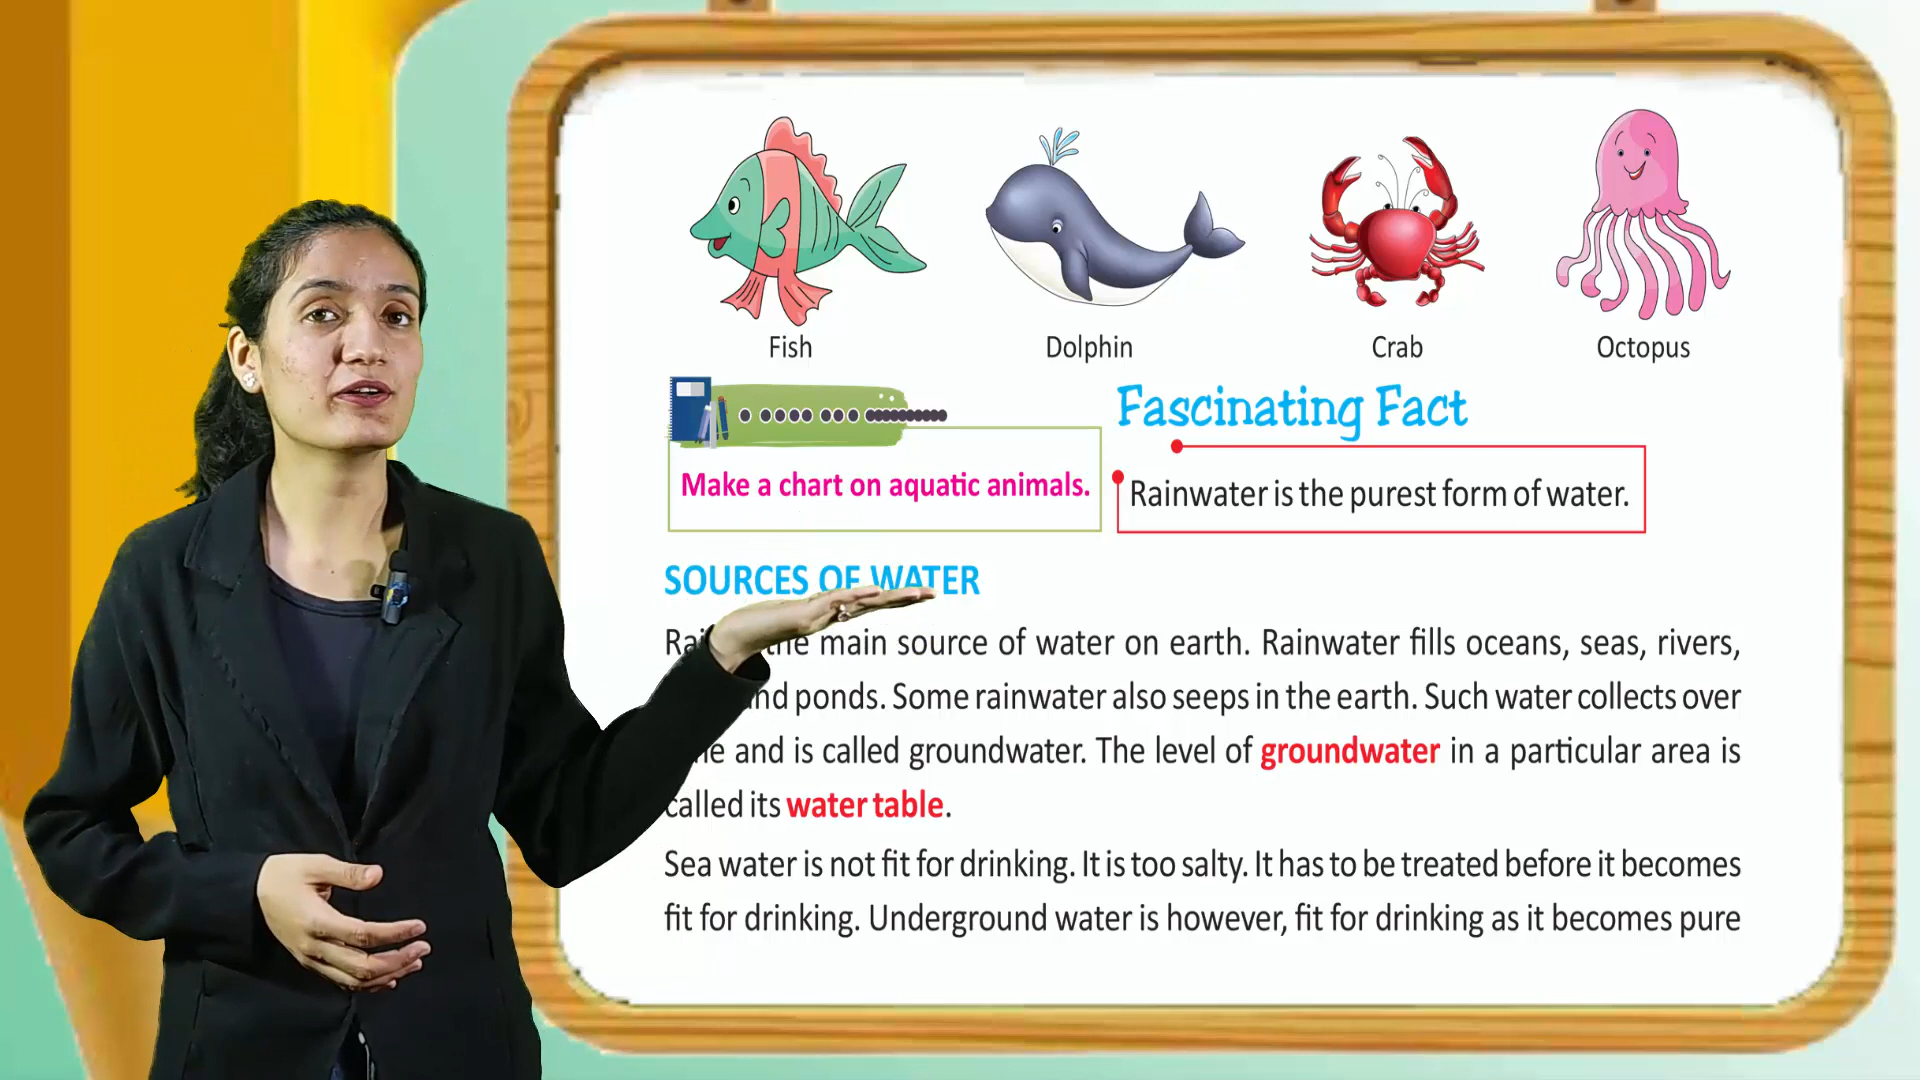 Fish Dolphin Crab Octopus
Fascinating Fact
Make a chart on aquatic animals.
Rainwater is the purest form of water.
SOURCES OF WATER
the main source of water on earth. Rainwater fills oceans, seas, rivers,
and ponds. Some rainwater also seeps in the earth. Such water collects over
and is called groundwater. The level of groundwater in a particular area is
called its water table.
Sea water is not fit for drinking. It is too salty. It has to be treated before it becomes
fit for drinking. Underground water is however, fit for drinking as it becomes pure